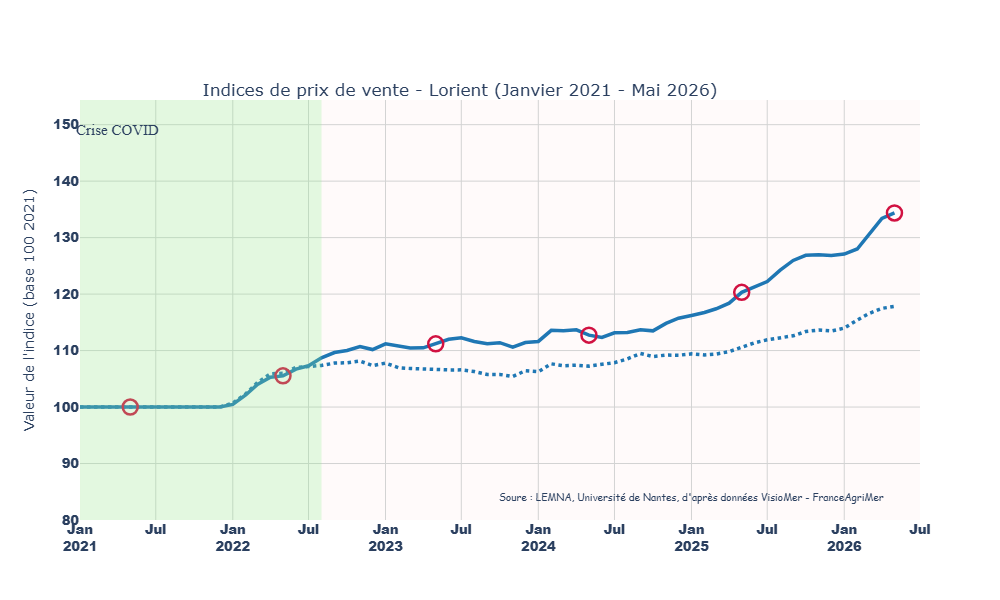 Indices de prix de vente - Lorient (Janvier 2021 - Mai 2026)
Crise COVID
Valeur de l'indice (base 100 2021)
150
140
130
120
110
100
90
80
Soure : LEMNA, Université de Nantes, d'après données VisioMer - FranceAgriMer
Jan Jul Jan Jul Jan Jul Jan Jul Jan Jul Jan Jul
2021 2022 2023 2024 2025 2026